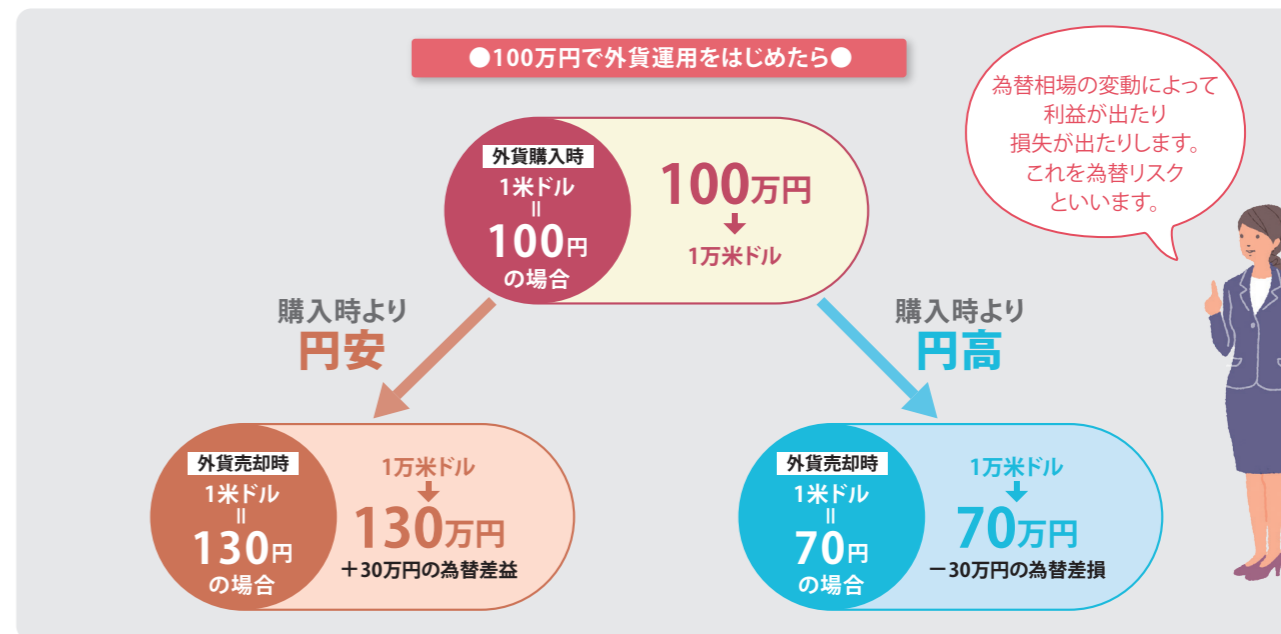 ●100万円で外貨運用をはじめたら●
為替相場の変動によって
利益が出たり
損失が出たりします。
これを為替リスク
といいます。
外貨購入時
1米ドル
=
100円
の場合
100万円
1万米ドル
購入時より
円安
購入時より
円高
外貨売却時
1米ドル
=
130円
の場合
1万米ドル
130万円
+30万円の為替差益
外貨売却時
1米ドル
=
70円
の場合
1万米ドル
70万円
-30万円の為替差損